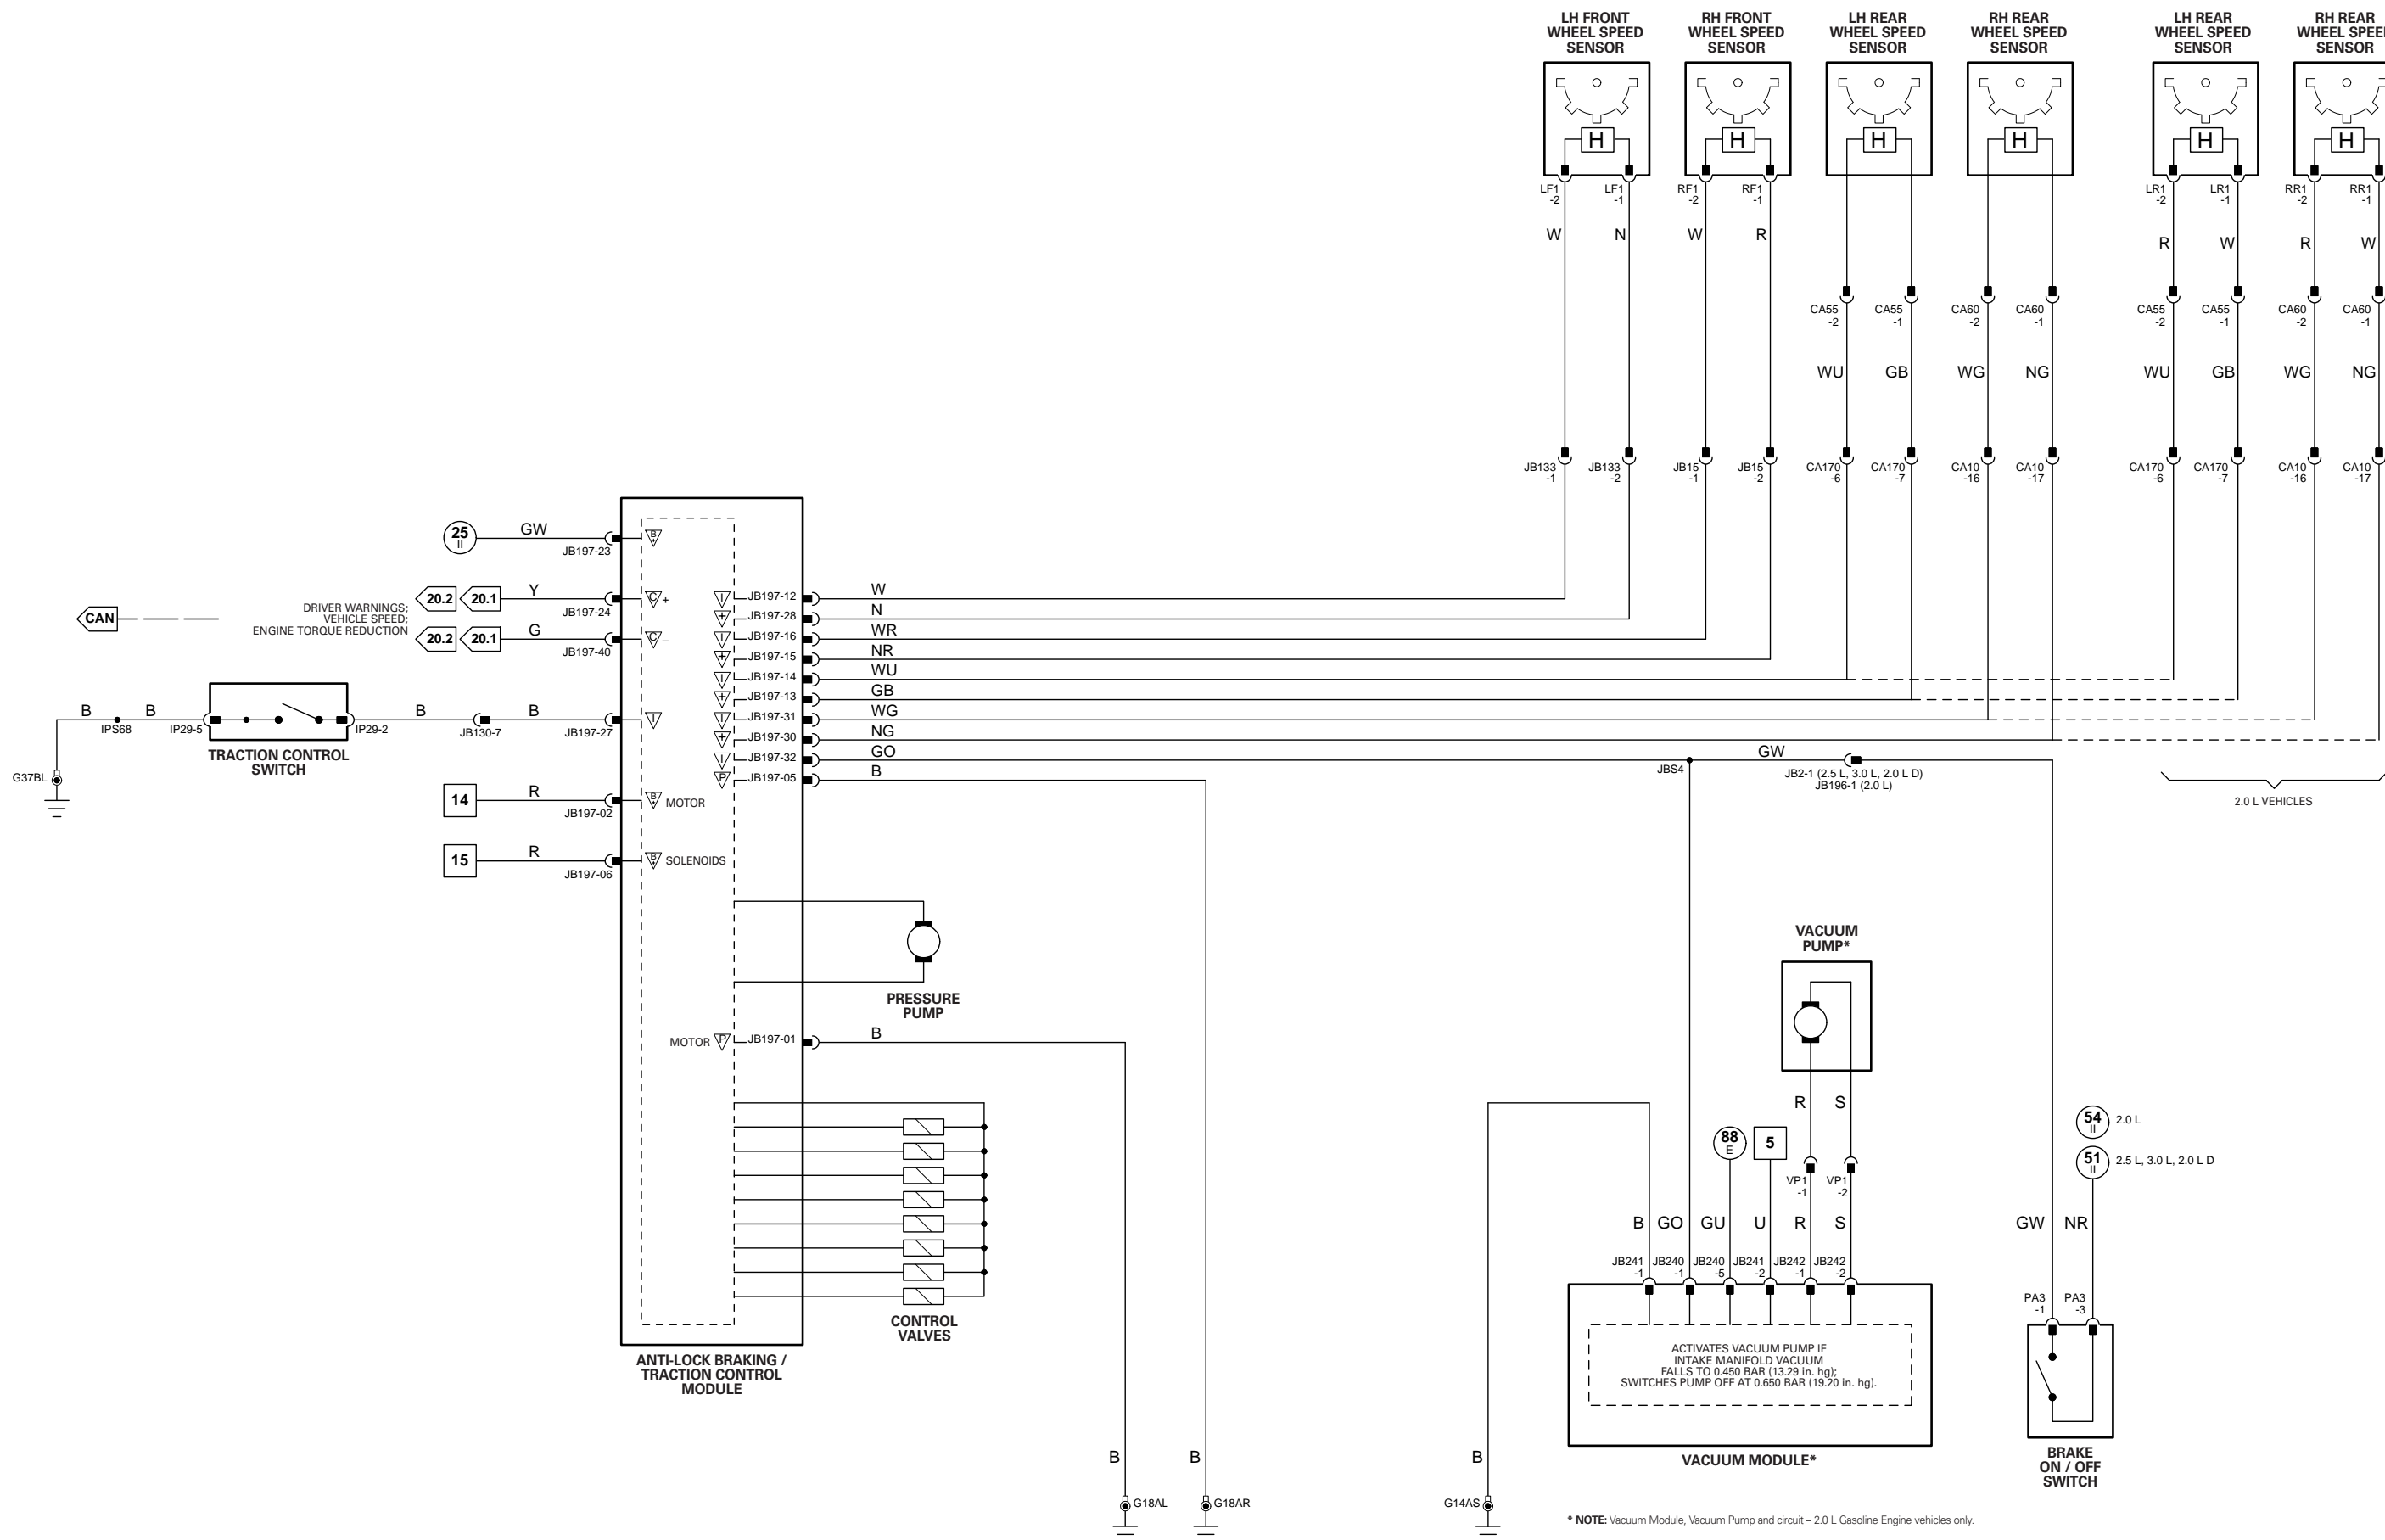 LH FRONT
WHEEL SPEED
SENSOR
RH FRONT
WHEEL SPEED
SENSOR
LH REAR
WHEEL SPEED
SENSOR
RH REAR
WHEEL SPEED
SENSOR
LH REAR
WHEEL SPEED
SENSOR
RH REAR
WHEEL SPEE
SENSOR
H H H H H H
LF1 -2
LF1 -1
RF1 -2
RF1 -1
LR1 -2
LR1 -1
RR1 -2
RR1 -1
W N W R R W R W
CA55 -2
CA55 -1
CA60 -2
CA60 -1
CA55 -2
CA55 -1
CA60 -2
CA60 -1
WU GB WG NG WU GB WG NG
JB133 -1
JB133 -2
JB15 -1
JB15 -2
CA170 -6
CA170 -7
CA10 -16
CA10 -17
CA170 -6
CA170 -7
CA10 -16
CA10 -17
25 II GW JB197-23 B+
CAN
DRIVER WARNINGS;
VEHICLE SPEED;
ENGINE TORQUE REDUCTION
20.2 20.1 Y JB197-24 C +
20.2 20.1 G JB197-40 C –
I JB197-12 W
+ JB197-28 N
I JB197-16 WR
+ JB197-15 NR
I JB197-14 WU
+ JB197-13 GB
I JB197-31 WG
+ JB197-30 NG
I JB197-32 GO
P JB197-05 B
B IPS68 B IP29-5 IP29-2 B JB130-7 B JB197-27 I
TRACTION CONTROL
SWITCH
G37BL
JBS4 GW
JB2-1 (2.5 L, 3.0 L, 2.0 L D)
JB196-1 (2.0 L)
2.0 L VEHICLES
14 R JB197-02 B+ MOTOR
15 R JB197-06 B+ SOLENOIDS
PRESSURE
PUMP
MOTOR P JB197-01 B
CONTROL
VALVES
ANTI-LOCK BRAKING /
TRACTION CONTROL
MODULE
B G18AL
B G18AR
B G14AS
VACUUM
PUMP*
R S
88 E
5
VP1 -1
VP1 -2
B GO GU U R S
JB241 -1
JB240 -1
JB240 -5
JB241 -2
JB242 -1
JB242 -2
ACTIVATES VACUUM PUMP IF
INTAKE MANIFOLD VACUUM
FALLS TO 0.450 BAR (13.29 in. hg);
SWITCHES PUMP OFF AT 0.650 BAR (19.20 in. hg).
VACUUM MODULE*
54 II 2.0 L
51 II 2.5 L, 3.0 L, 2.0 L D
GW NR
PA3 -1
PA3 -3
BRAKE
ON / OFF
SWITCH
* NOTE: Vacuum Module, Vacuum Pump and circuit – 2.0 L Gasoline Engine vehicles only.